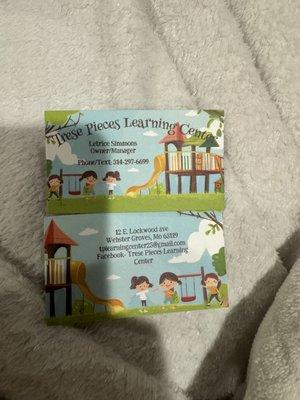 Trese Pieces Learning Center
Letrice Simmons
Owner/Manager
Phone/Text: 314-297-6699
12 E. Lockwood ave
Webster Groves, Mo 63119
tplearningcenter23@gmail.com
Facebook- Trese Pieces Learning
Center